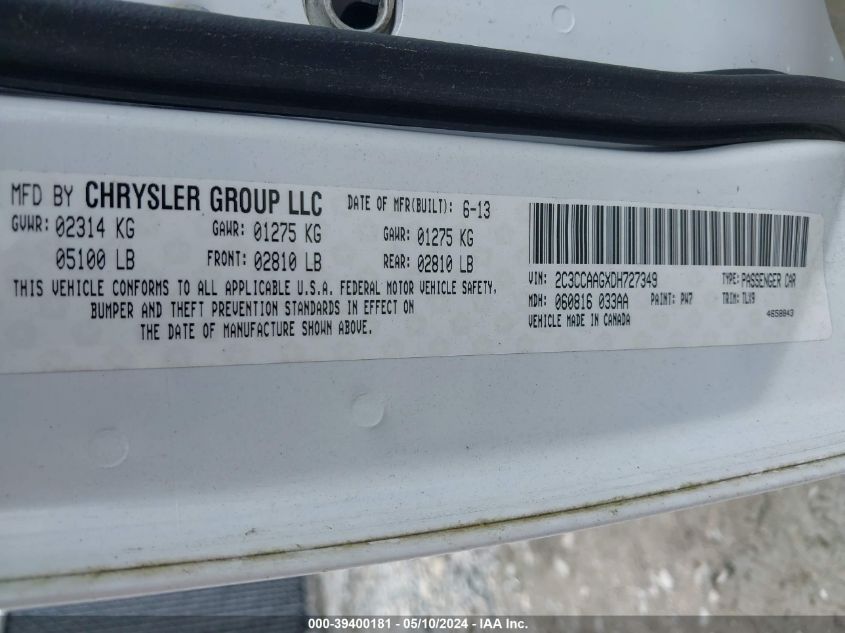 MFD BY CHRYSLER GROUP LLC DATE OF MFR(BUILT): 6-13
GVWR: 02314 KG GAWR: 01275 KG GAWR: 01275 KG
05100 LB FRONT: 02810 LB REAR: 02810 LB
THIS VEHICLE CONFORMS TO ALL APPLICABLE U.S.A. FEDERAL MOTOR VEHICLE SAFETY,
BUMPER AND THEFT PREVENTION STANDARDS IN EFFECT ON
THE DATE OF MANUFACTURE SHOWN ABOVE.
VIN: 2C3CCAAGXDH727349 TYPE: PASSENGER CAR
MDH: 060816 033AA PAINT: PW7 TRIM: TLX9
VEHICLE MADE IN CANADA 4658843
000-39400181 - 05/10/2024 - IAA Inc.